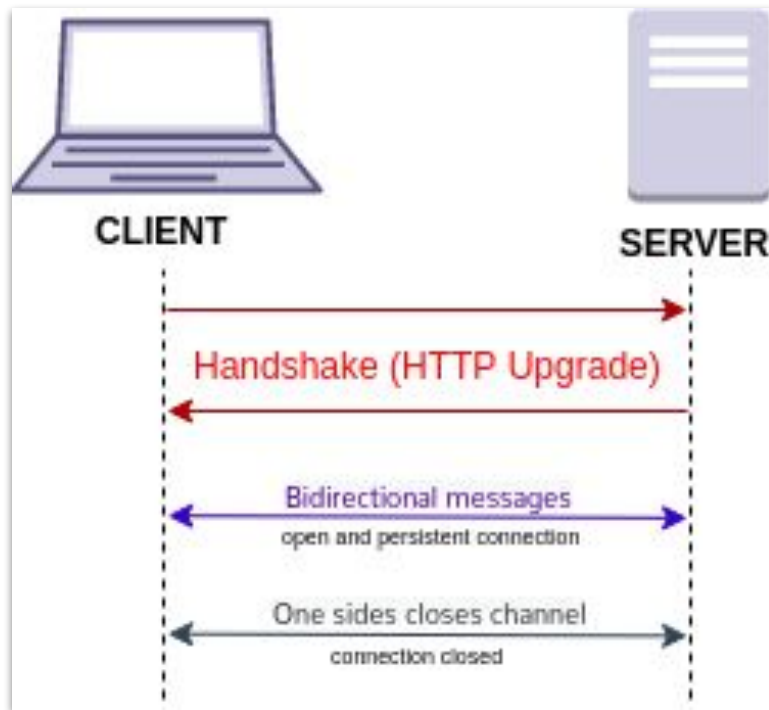 CLIENT
SERVER
Handshake (HTTP Upgrade)
Bidirectional messages
open and persistent connection
One sides closes channel
connection closed